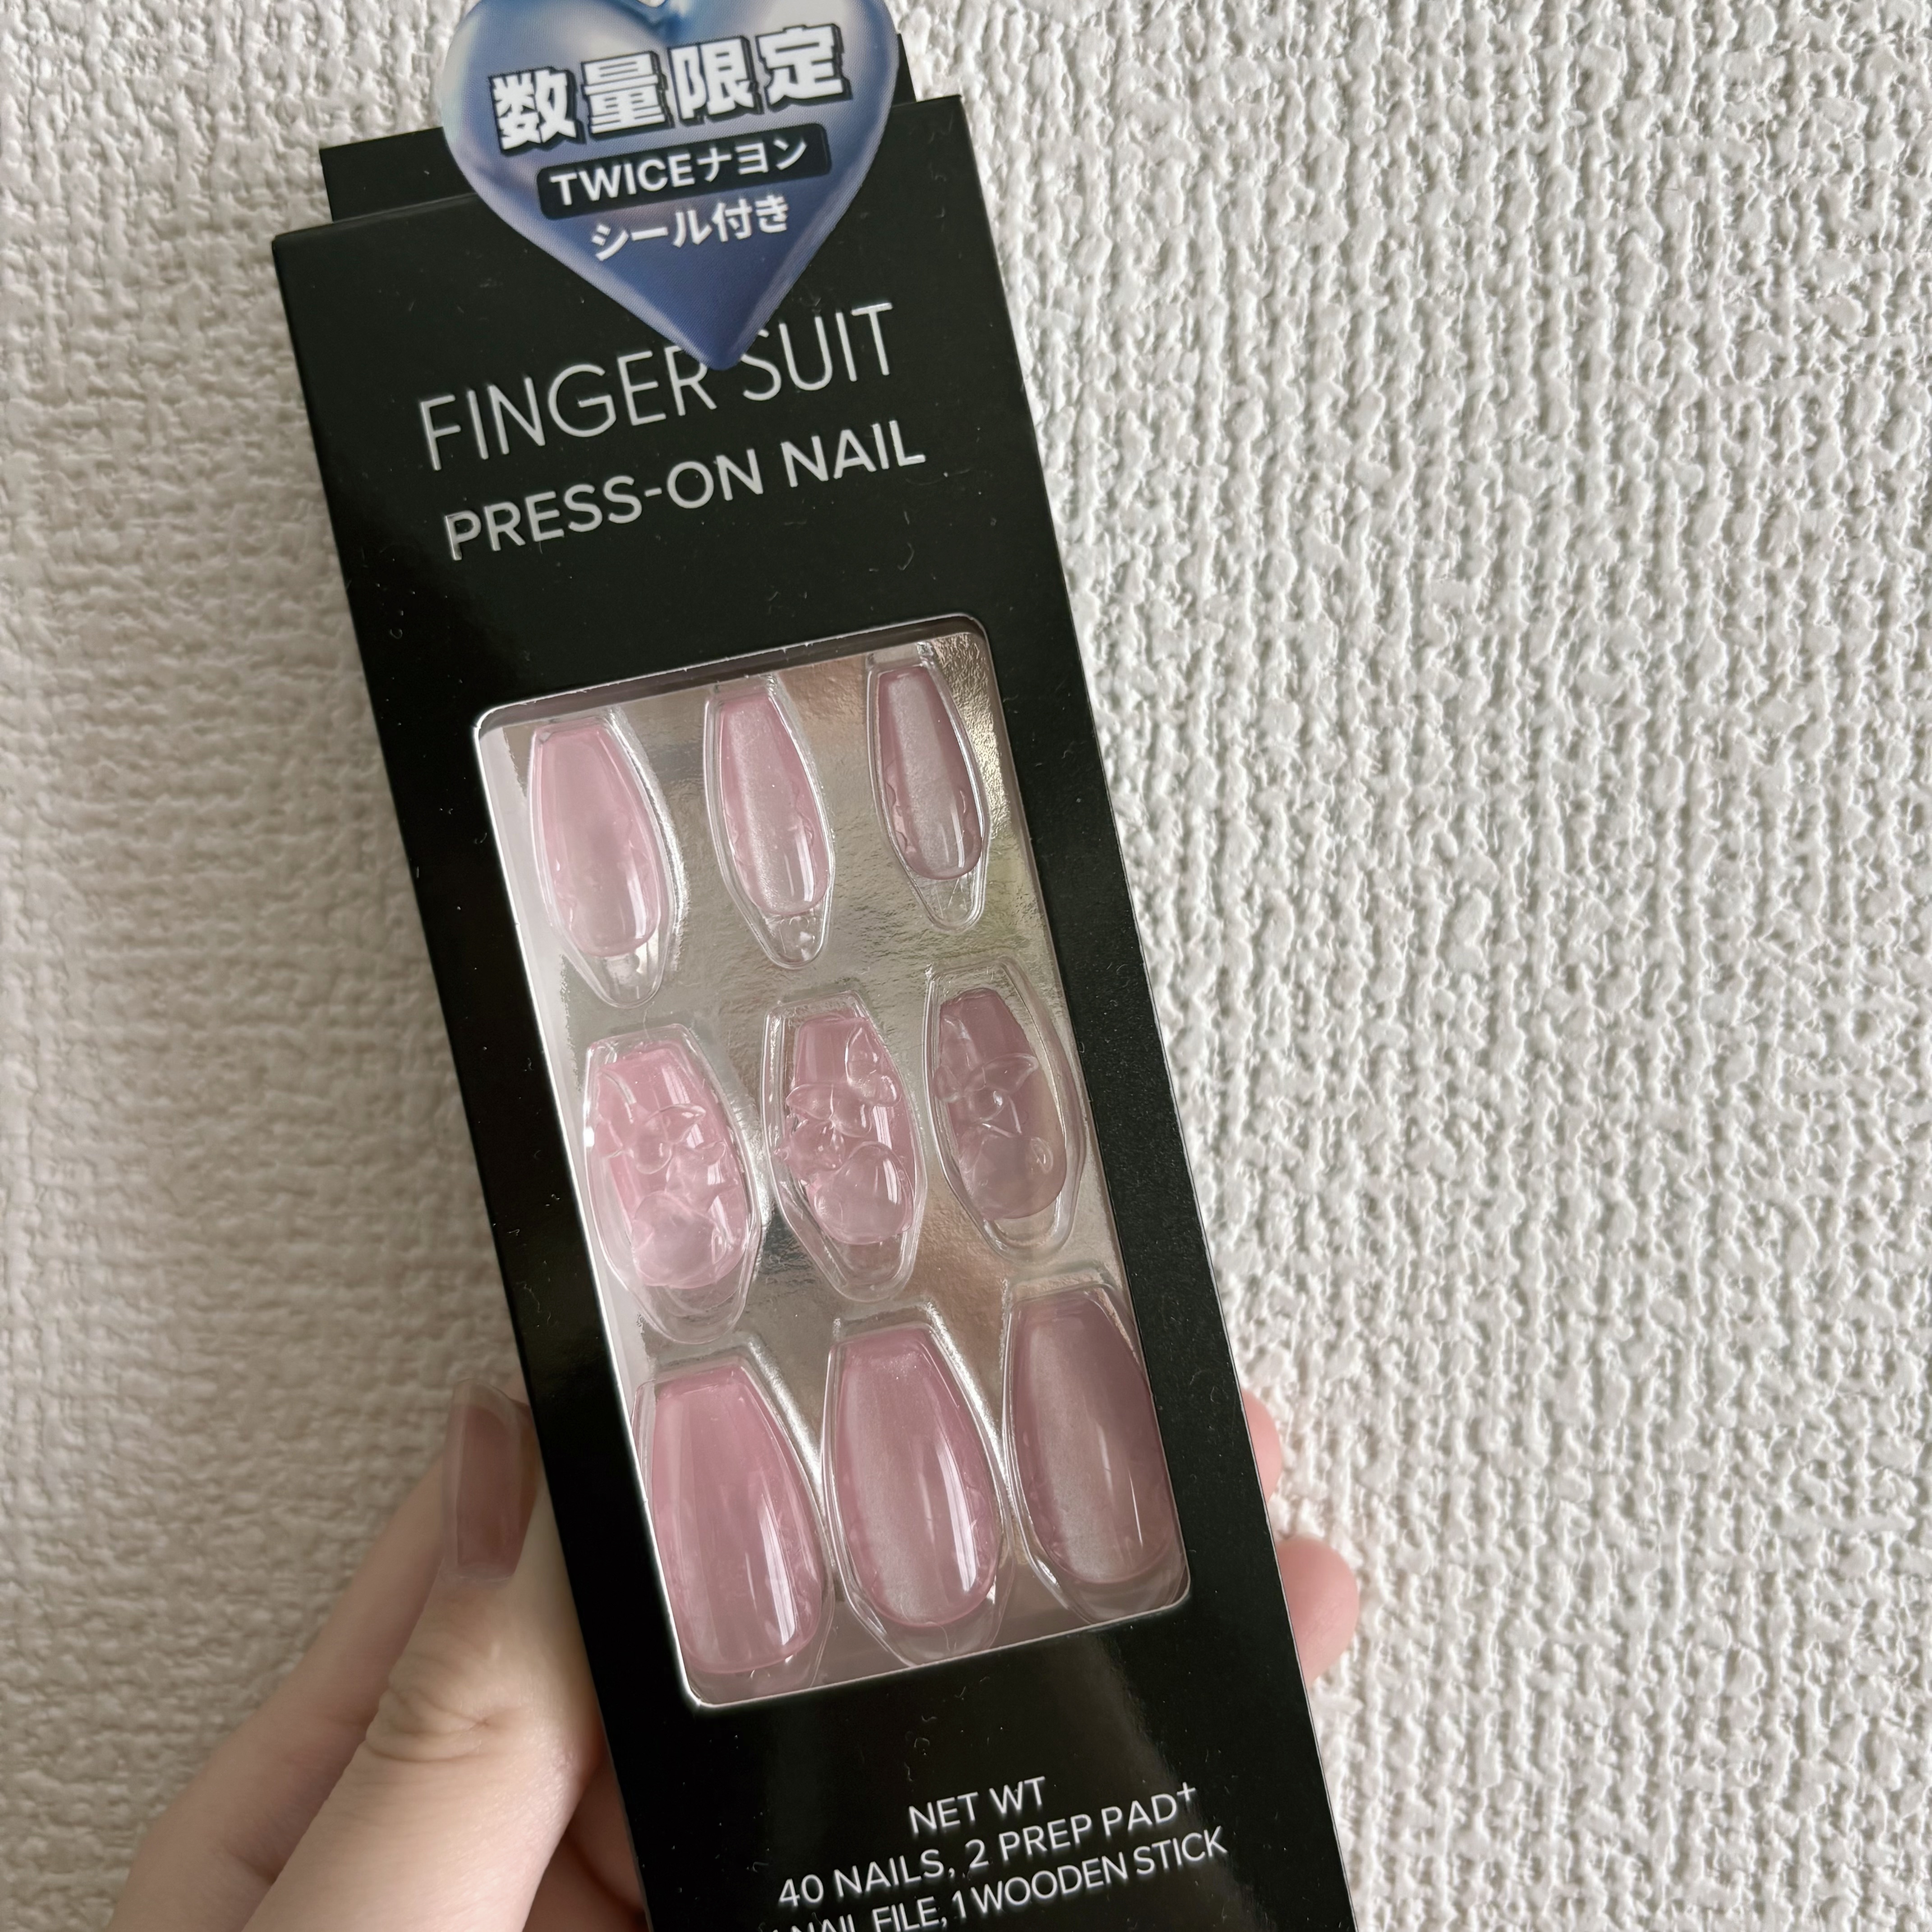 数量限定
TWICEナヨン
シール付き
FINGER SUIT
PRESS-ON NAIL
NET WT
40 NAILS, 2 PREP PAD+
NAIL FILE, 1 WOODEN STICK